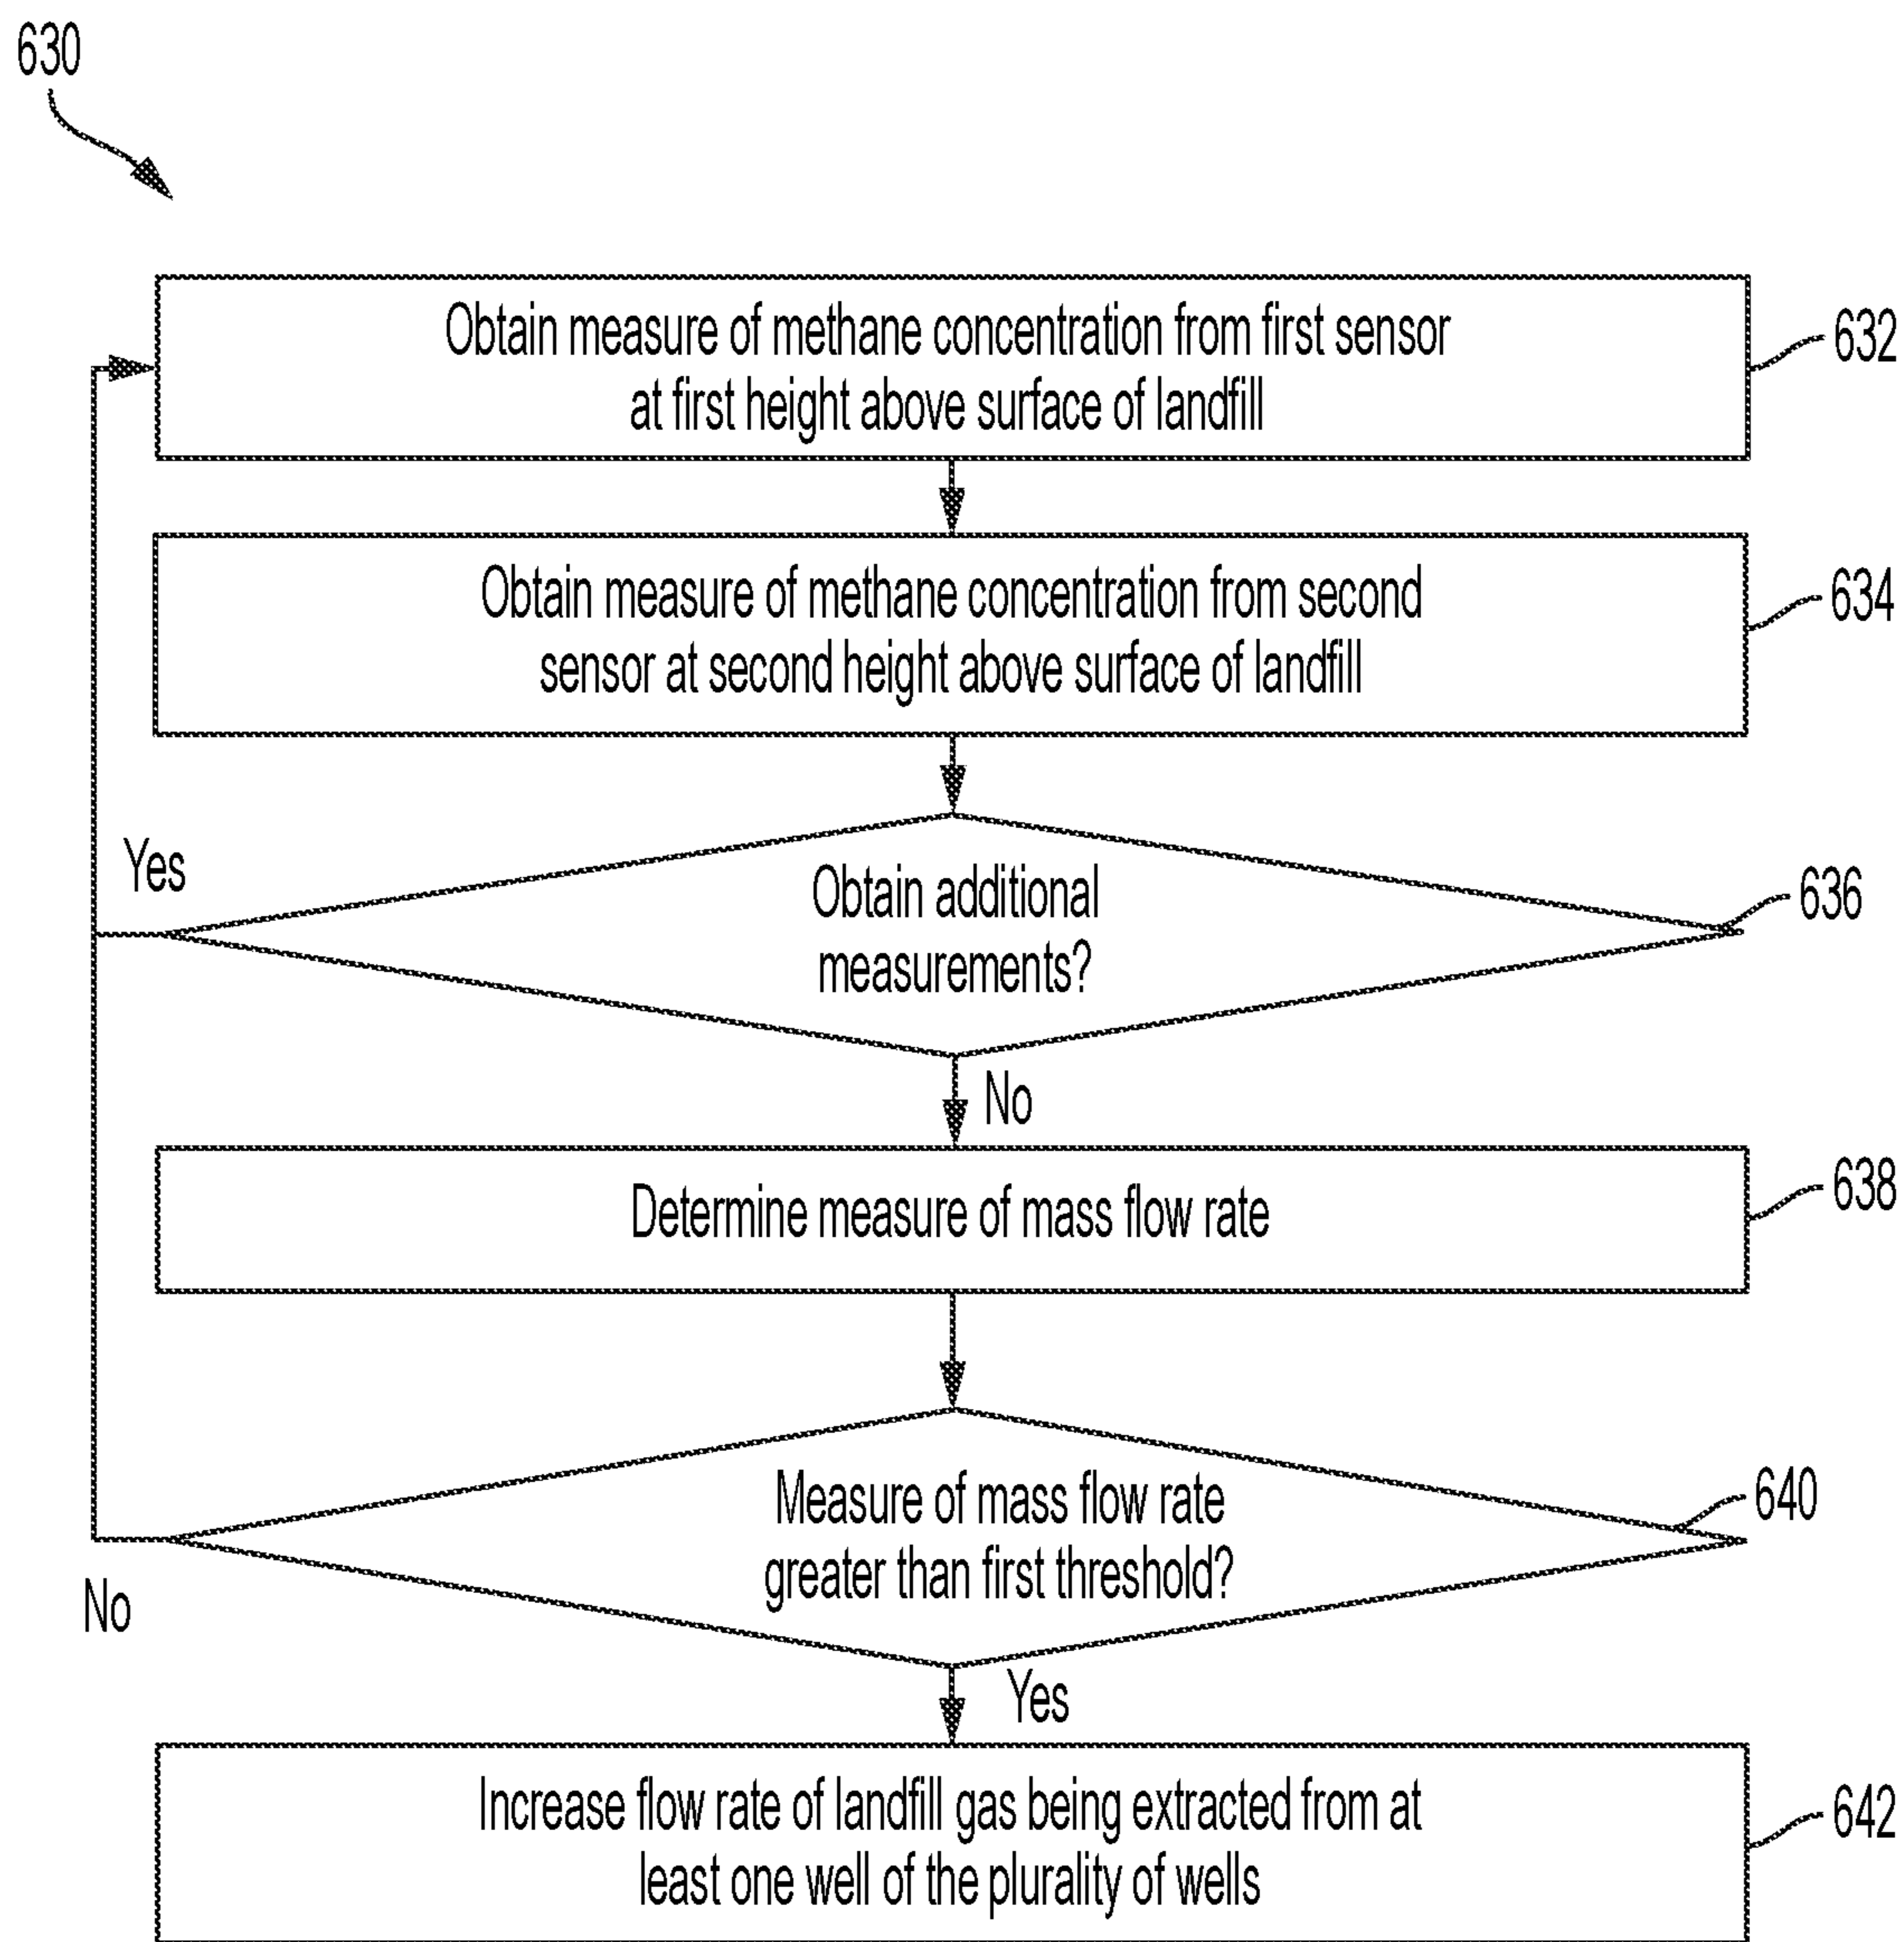 630
Obtain measure of methane concentration from first sensor
at first height above surface of landfill
632
Obtain measure of methane concentration from second
sensor at second height above surface of landfill
634
Yes
Obtain additional
measurements?
636
No
Determine measure of mass flow rate
638
Measure of mass flow rate
greater than first threshold?
640
No
Yes
Increase flow rate of landfill gas being extracted from at
least one well of the plurality of wells
642